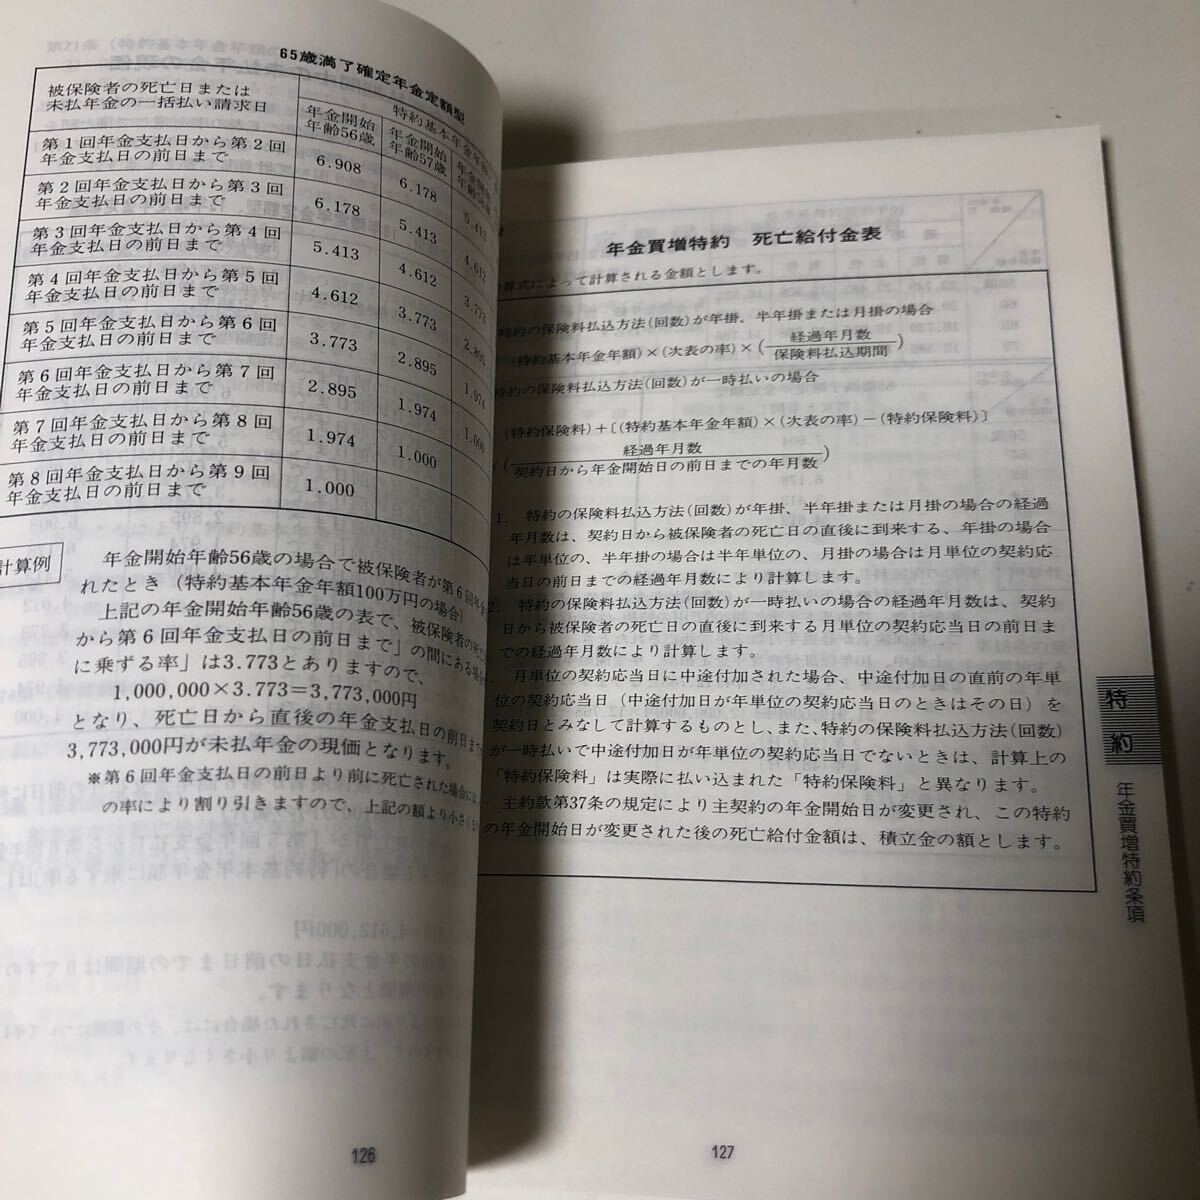 第21条（特約基本年金年額の
65歳満了確定年金定額型
被保険者の死亡日または
未払年金の一括払い請求日
特約基本年金年額
年金開始
年齢56歳
年金開始
年齢57歳
年金開始
第1回年金支払日から第2回
年金支払日の前日まで
6.908
6.178
5.413
第2回年金支払日から第3回
年金支払日の前日まで
6.178
5.413
4.612
第3回年金支払日から第4回
年金支払日の前日まで
5.413
4.612
3.773
第4回年金支払日から第5回
年金支払日の前日まで
4.612
3.773
2.895
第5回年金支払日から第6回
年金支払日の前日まで
3.773
2.895
1.974
第6回年金支払日から第7回
年金支払日の前日まで
2.895
1.974
1.000
第7回年金支払日から第8回
年金支払日の前日まで
1.974
1.000
第8回年金支払日から第9回
年金支払日の前日まで
1.000
計算例
年金開始年齢56歳の場合で被保険者が第6回年金
れたとき（特約基本年金年額100万円の場合）
上記の年金開始年齢56歳の表で、被保険者の死亡
から第6回年金支払日の前日まで」の間にある場合
に乗ずる率」は3.773とありますので、
1,000,000×3.773＝3,773,000円
となり、死亡日から直後の年金支払日の前日まで
3,773,000円が未払年金の現価となります。
※第6回年金支払日の前日より前に死亡された場合には
の率により割り引きますので、上記の額より小さくな
126
年金買増特約　死亡給付金表
算式によって計算される金額とします。
特約の保険料払込方法(回数)が年掛、半年掛または月掛の場合
(特約基本年金年額)×(次表の率)×(経過年月数/保険料払込期間)
特約の保険料払込方法(回数)が一時払いの場合
(特約保険料)＋[(特約基本年金年額)×(次表の率)－(特約保険料)]
×(経過年月数/契約日から年金開始日の前日までの年月数)
1.　特約の保険料払込方法(回数)が年掛、半年掛または月掛の場合の経過
年月数は、契約日から被保険者の死亡日の直後に到来する、年掛の場合
は年単位の、半年掛の場合は半年単位の、月掛の場合は月単位の契約応
当日の前日までの経過年月数により計算します。
2.　特約の保険料払込方法(回数)が一時払いの場合の経過年月数は、契約
日から被保険者の死亡日の直後に到来する月単位の契約応当日の前日ま
での経過年月数により計算します。
月単位の契約応当日に中途付加された場合、中途付加日の直前の年単
位の契約応当日（中途付加日が年単位の契約応当日のときはその日）を
契約日とみなして計算するものとし、また、特約の保険料払込方法(回数)
が一時払いで中途付加日が年単位の契約応当日でないときは、計算上の
「特約保険料」は実際に払い込まれた「特約保険料」と異なります。
主約款第37条の規定により主契約の年金開始日が変更され、この特約
の年金開始日が変更された後の死亡給付金額は、積立金の額とします。
特約
年金買増特約条項
127